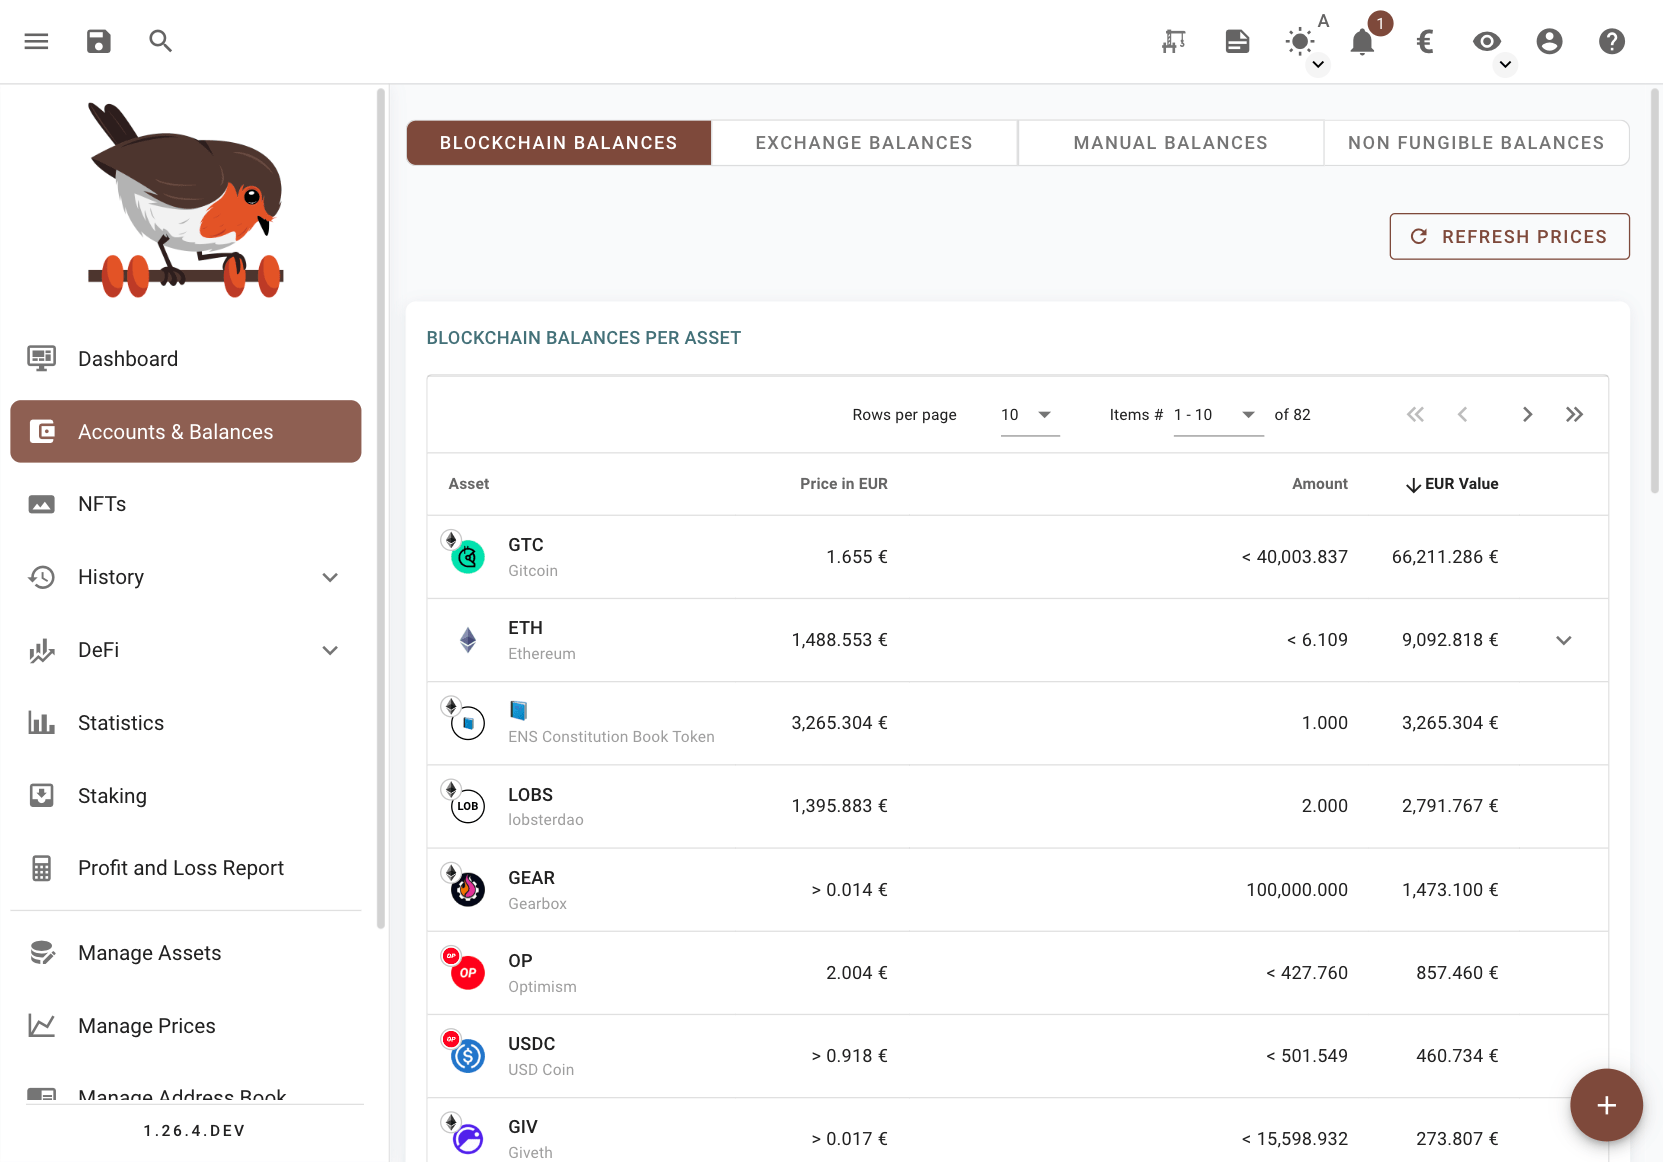 A
1
BLOCKCHAIN BALANCES
EXCHANGE BALANCES
MANUAL BALANCES
NON FUNGIBLE BALANCES
REFRESH PRICES
Dashboard
Accounts & Balances
NFTs
History
DeFi
Statistics
Staking
Profit and Loss Report
Manage Assets
Manage Prices
Manage Address Book
1.26.4.DEV
BLOCKCHAIN BALANCES PER ASSET
Rows per page 10 Items # 1 - 10 of 82
Asset Price in EUR Amount EUR Value
GTC
Gitcoin
1.655 € < 40,003.837 66,211.286 €
ETH
Ethereum
1,488.553 € < 6.109 9,092.818 €
ENS Constitution Book Token
3,265.304 € 1.000 3,265.304 €
LOB
LOBS
lobsterdao
1,395.883 € 2.000 2,791.767 €
GEAR
Gearbox
> 0.014 € 100,000.000 1,473.100 €
OP
OP
OP
Optimism
2.004 € < 427.760 857.460 €
OP
USDC
USD Coin
> 0.918 € < 501.549 460.734 €
GIV
Giveth
> 0.017 € < 15,598.932 273.807 €